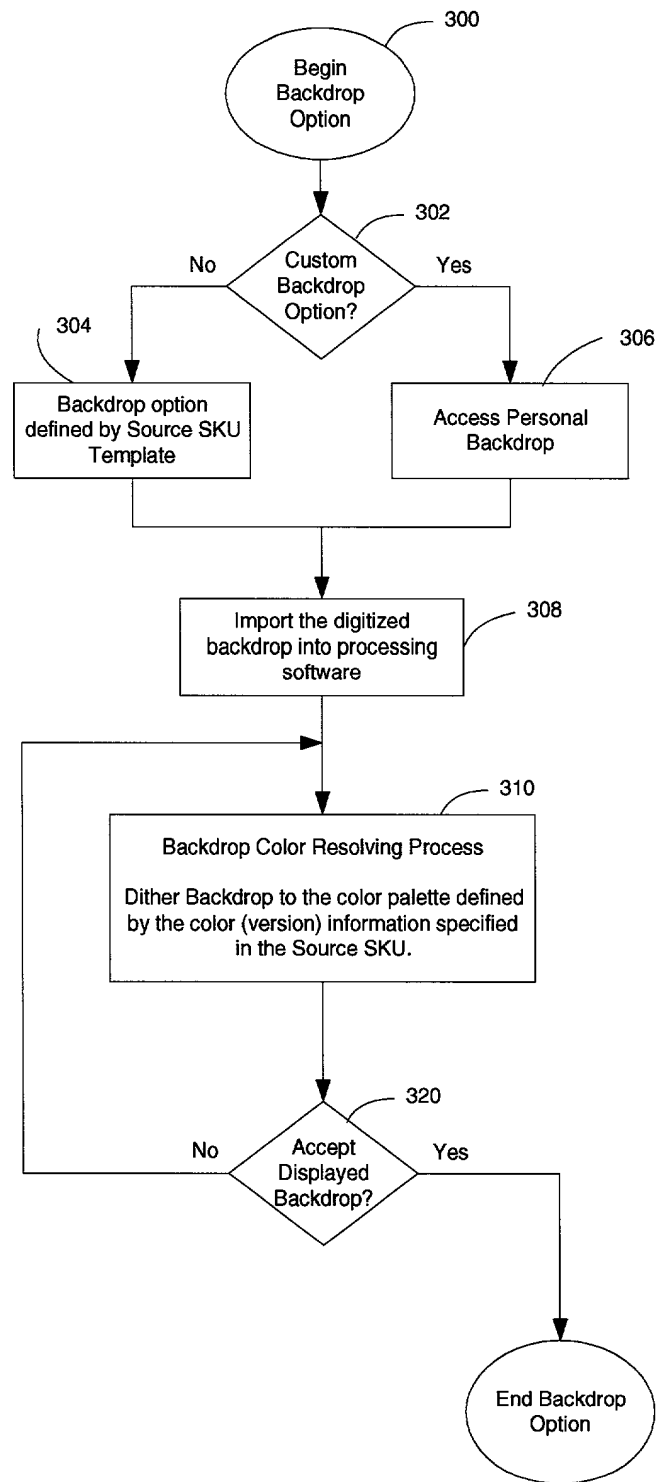 300
Begin
Backdrop
Option
302
No
Custom
Backdrop
Option?
Yes
304
306
Backdrop option
defined by Source SKU
Template
Access Personal
Backdrop
308
Import the digitized
backdrop into processing
software
310
Backdrop Color Resolving Process
Dither Backdrop to the color palette defined
by the color (version) information specified
in the Source SKU.
320
No
Accept
Displayed
Backdrop?
Yes
End Backdrop
Option